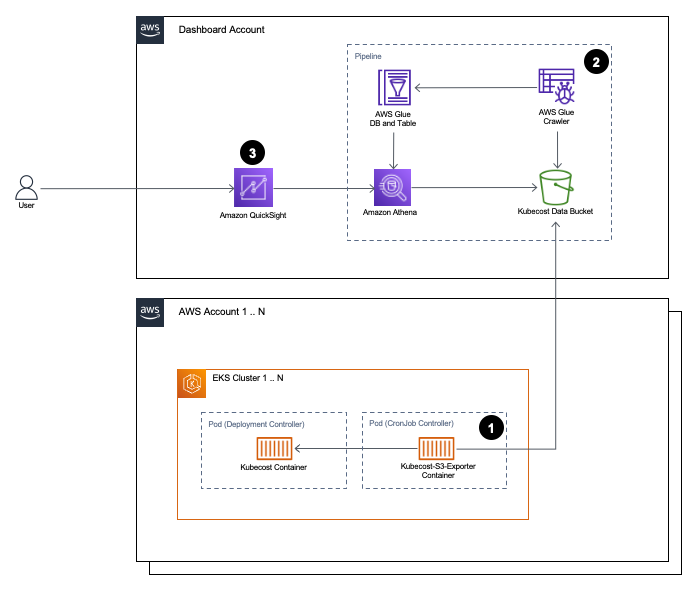 aws
Dashboard Account
Pipeline
2
AWS Glue
DB and Table
AWS Glue
Crawler
3
User
Amazon QuickSight
Amazon Athena
Kubecost Data Bucket
aws
AWS Account 1 .. N
EKS Cluster 1 .. N
Pod (Deployment Controller)
Pod (CronJob Controller)
1
Kubecost Container
Kubecost-S3-Exporter
Container